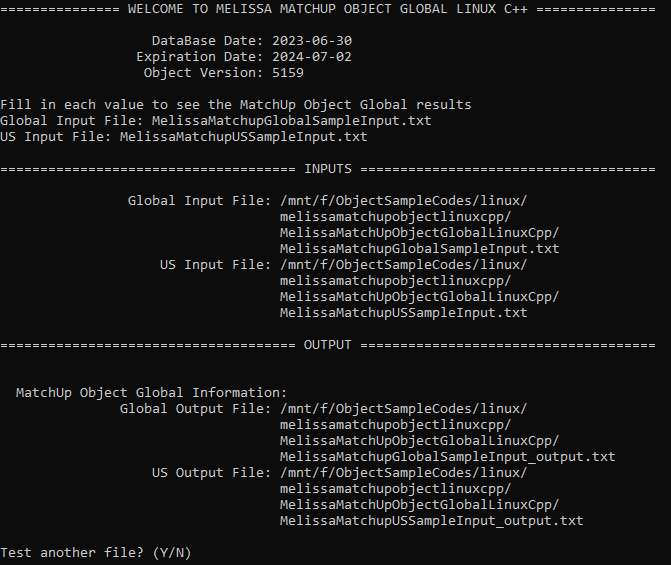 =============== WELCOME TO MELISSA MATCHUP OBJECT GLOBAL LINUX C++ ===============
DataBase Date: 2023-06-30
Expiration Date: 2024-07-02
Object Version: 5159
Fill in each value to see the MatchUp Object Global results
Global Input File: MelissaMatchupGlobalSampleInput.txt
US Input File: MelissaMatchupUSSampleInput.txt
===================================== INPUTS =====================================
Global Input File: /mnt/f/ObjectSampleCodes/linux/
melissamatchupobjectlinuxcpp/
MelissaMatchUpObjectGlobalLinuxCpp/
MelissaMatchupGlobalSampleInput.txt
US Input File: /mnt/f/ObjectSampleCodes/linux/
melissamatchupobjectlinuxcpp/
MelissaMatchUpObjectGlobalLinuxCpp/
MelissaMatchupUSSampleInput.txt
===================================== OUTPUT =====================================
MatchUp Object Global Information:
Global Output File: /mnt/f/ObjectSampleCodes/linux/
melissamatchupobjectlinuxcpp/
MelissaMatchUpObjectGlobalLinuxCpp/
MelissaMatchupGlobalSampleInput_output.txt
US Output File: /mnt/f/ObjectSampleCodes/linux/
melissamatchupobjectlinuxcpp/
MelissaMatchUpObjectGlobalLinuxCpp/
MelissaMatchupUSSampleInput_output.txt
Test another file? (Y/N)